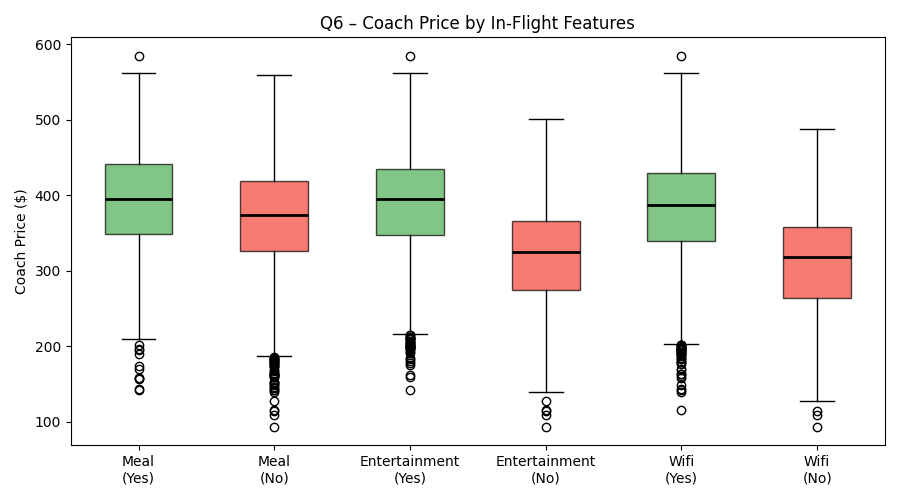 Q6 – Coach Price by In-Flight Features
Coach Price ($)
600
500
400
300
200
100
Meal
(Yes)
Meal
(No)
Entertainment
(Yes)
Entertainment
(No)
Wifi
(Yes)
Wifi
(No)